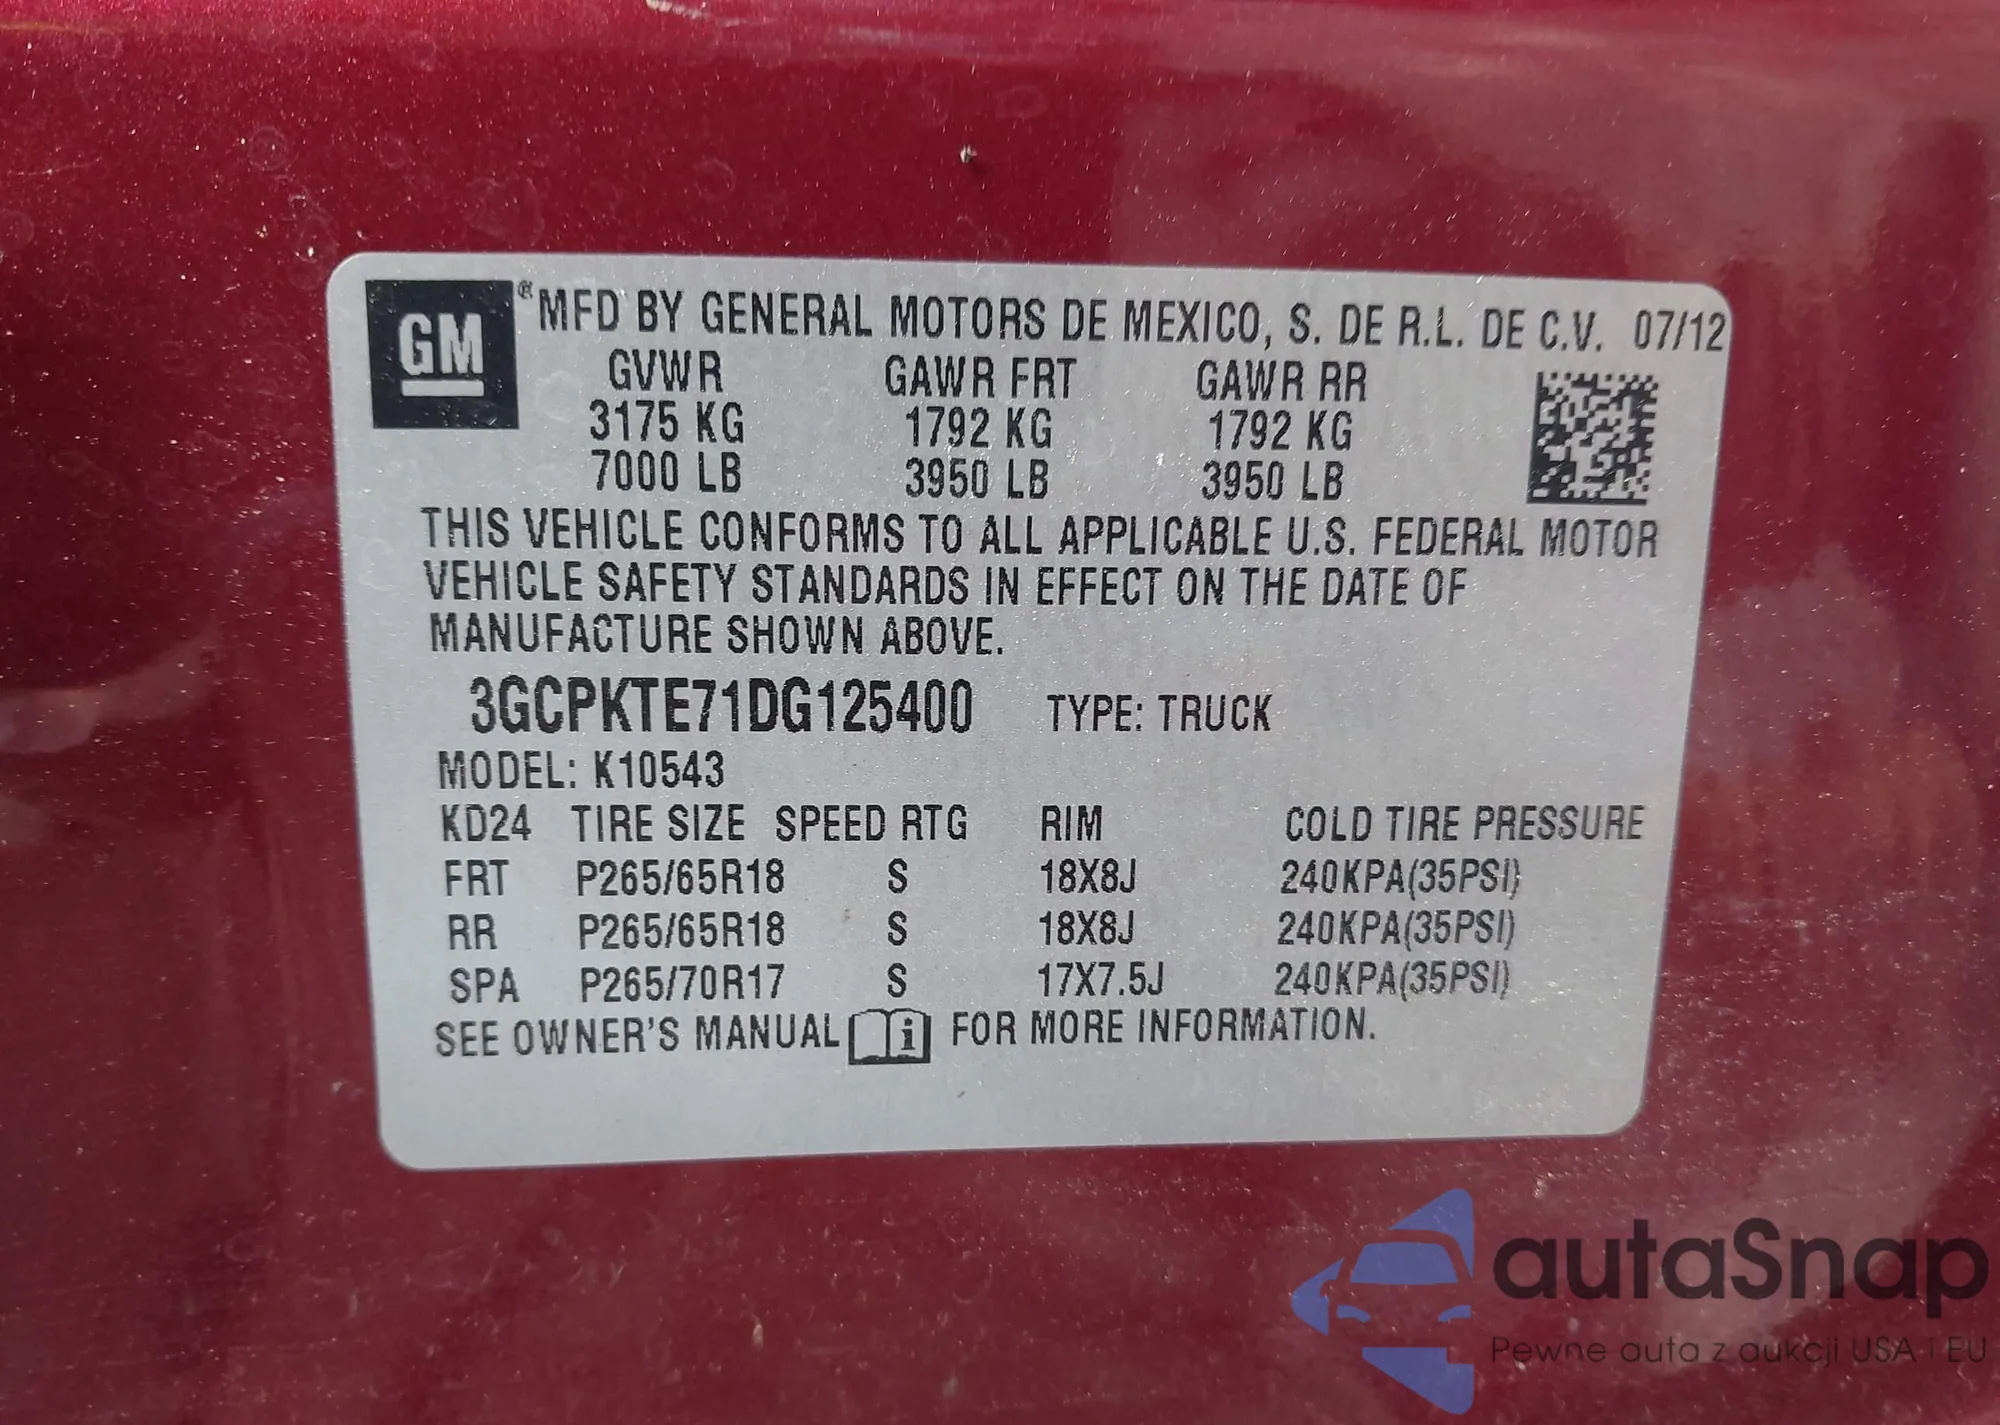 GM ® MFD BY GENERAL MOTORS DE MEXICO, S. DE R.L. DE C.V. 07/12
GVWR GAWR FRT GAWR RR
3175 KG 1792 KG 1792 KG
7000 LB 3950 LB 3950 LB
THIS VEHICLE CONFORMS TO ALL APPLICABLE U.S. FEDERAL MOTOR
VEHICLE SAFETY STANDARDS IN EFFECT ON THE DATE OF
MANUFACTURE SHOWN ABOVE.
3GCPKTE71DG125400 TYPE: TRUCK
MODEL: K10543
KD24 TIRE SIZE SPEED RTG RIM COLD TIRE PRESSURE
FRT P265/65R18 S 18X8J 240KPA(35PSI)
RR P265/65R18 S 18X8J 240KPA(35PSI)
SPA P265/70R17 S 17X7.5J 240KPA(35PSI)
SEE OWNER'S MANUAL i FOR MORE INFORMATION.
autaSnap
Pewne auta z aukcji USA i EU